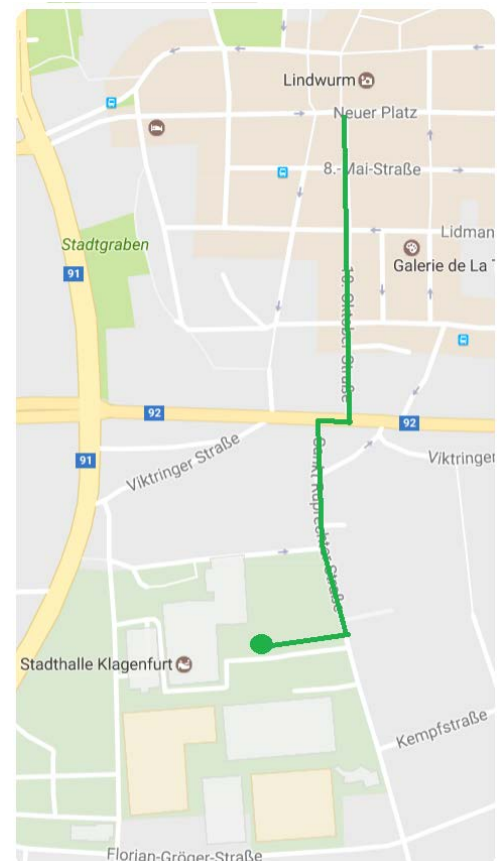 Lindwurm
Neuer Platz
8.-Mai-Straße
Lidman
Stadtgraben
Galerie de La T
91
10.-Oktober-Straße
92
92
91
Viktringer Straße
Viktringer
Sankt Ruprechter Straße
Stadthalle Klagenfurt
Kempfstraße
Florian-Gröger-Straße